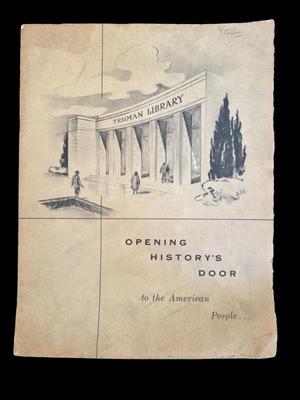 TRUMAN LIBRARY
OPENING
HISTORY'S
DOOR
to the American
People...